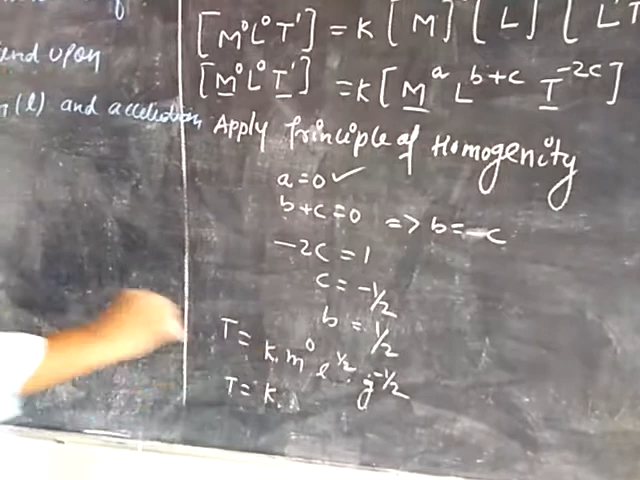 of
end upon
(l) and acceleration
[M⁰L⁰T¹] = K [M] [L] [L T
[M⁰L⁰T¹] = K[M^a L^{b+c} T^{-2c}]
Apply Principle of Homogenity
a=0 ✓
b+c=0 => b=-c
-2c=1
c=-1/2
b=1/2
T= K. m⁰ l^{1/2}. g^{-1/2}
T= K.